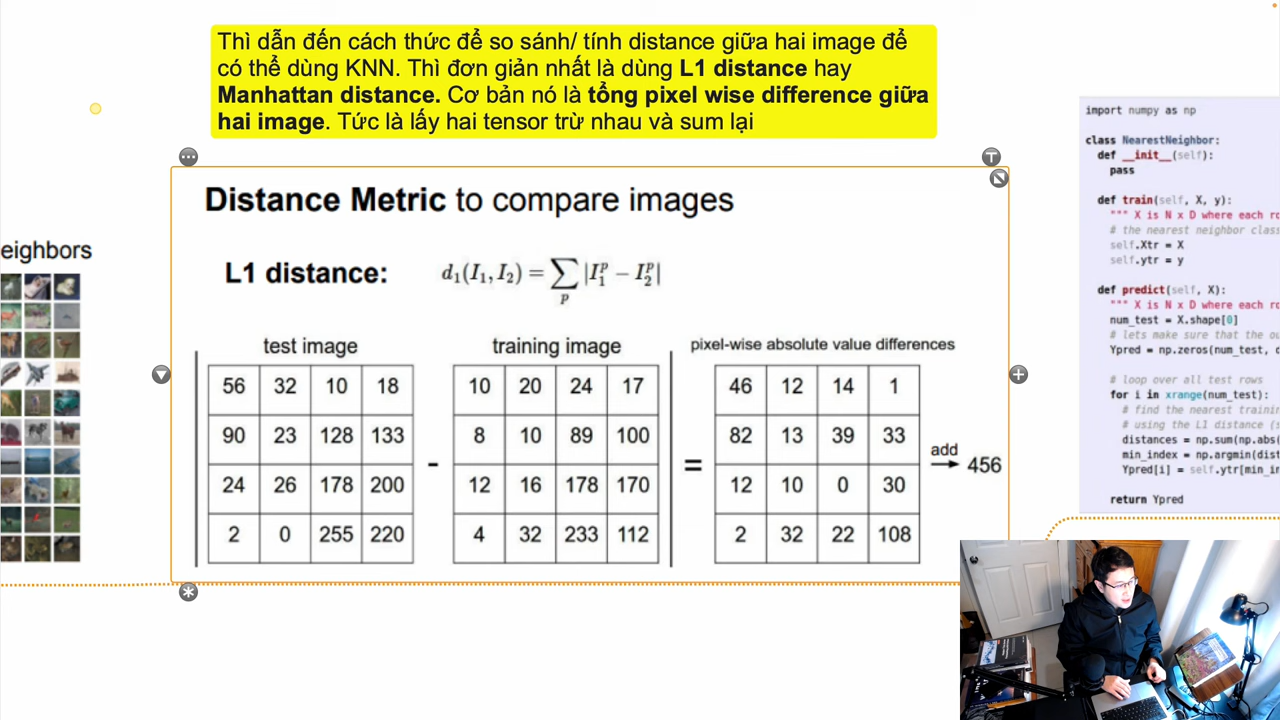 Thì dẫn đến cách thức để so sánh/ tính distance giữa hai image để
có thể dùng KNN. Thì đơn giản nhất là dùng L1 distance hay
Manhattan distance. Cơ bản nó là tổng pixel wise difference giữa
hai image. Tức là lấy hai tensor trừ nhau và sum lại
eighbors
Distance Metric to compare images
L1 distance: d₁(I₁, I₂) = ∑ₚ |I₁ᵖ − I₂ᵖ|
test image
56 32 10 18
90 23 128 133
24 26 178 200
2 0 255 220
-
training image
10 20 24 17
8 10 89 100
12 16 178 170
4 32 233 112
=
pixel-wise absolute value differences
46 12 14 1
82 13 39 33
12 10 0 30
2 32 22 108
add
→ 456
import numpy as np
class NearestNeighbor:
def __init__(self):
pass
def train(self, X, y):
""" X is N x D where each
# the nearest neighbor
self.Xtr = X
self.ytr = y
def predict(self, X):
""" X is N x D where each
num_test = X.shape[0]
# lets make sure that the
Ypred = np.zeros(num_test,
# loop over all test rows
for i in xrange(num_test):
# find the nearest
# using the L1 distance
distances = np.sum(np.abs(
min_index = np.argmin(
Ypred[i] = self.ytr[
return Ypred